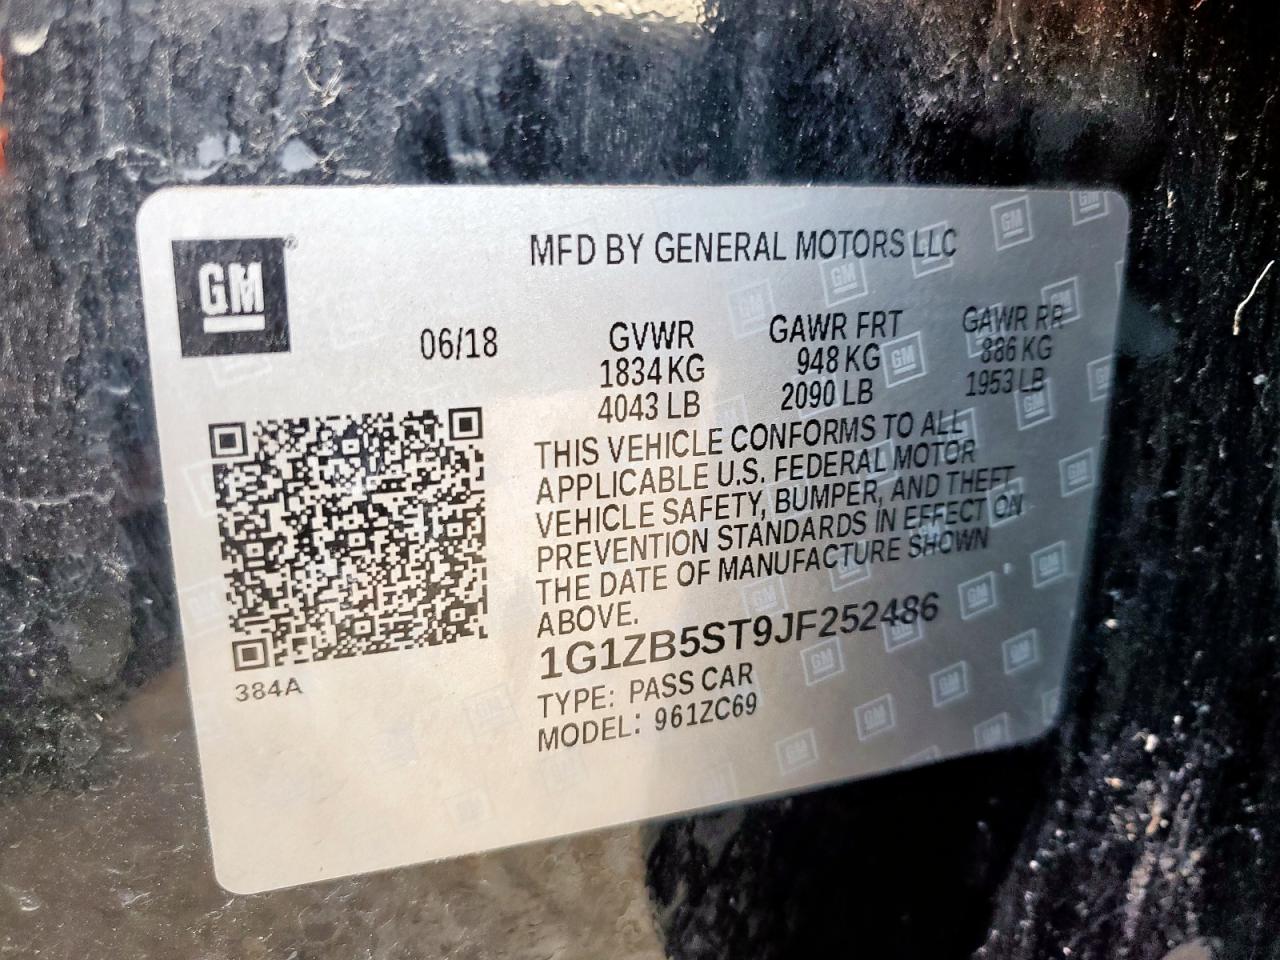 GM
MFD BY GENERAL MOTORS LLC
06/18
GVWR GAWR FRT GAWR RR
1834 KG 948 KG 886 KG
4043 LB 2090 LB 1953 LB
THIS VEHICLE CONFORMS TO ALL
APPLICABLE U.S. FEDERAL MOTOR
VEHICLE SAFETY, BUMPER, AND THEFT
PREVENTION STANDARDS IN EFFECT ON
THE DATE OF MANUFACTURE SHOWN
ABOVE.
1G1ZB5ST9JF252486
TYPE: PASS CAR
MODEL: 961ZC69
384A